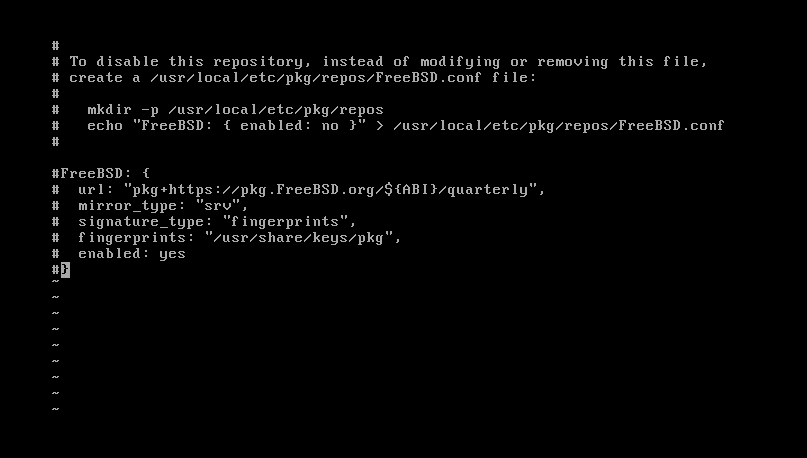 #
# To disable this repository, instead of modifying or removing this file,
# create a /usr/local/etc/pkg/repos/FreeBSD.conf file:
#
#   mkdir -p /usr/local/etc/pkg/repos
#   echo "FreeBSD: { enabled: no }" > /usr/local/etc/pkg/repos/FreeBSD.conf
#

#FreeBSD: {
#  url: "pkg+https://pkg.FreeBSD.org/${ABI}/quarterly",
#  mirror_type: "srv",
#  signature_type: "fingerprints",
#  fingerprints: "/usr/share/keys/pkg",
#  enabled: yes
#}
~
~
~
~
~
~
~
~
~